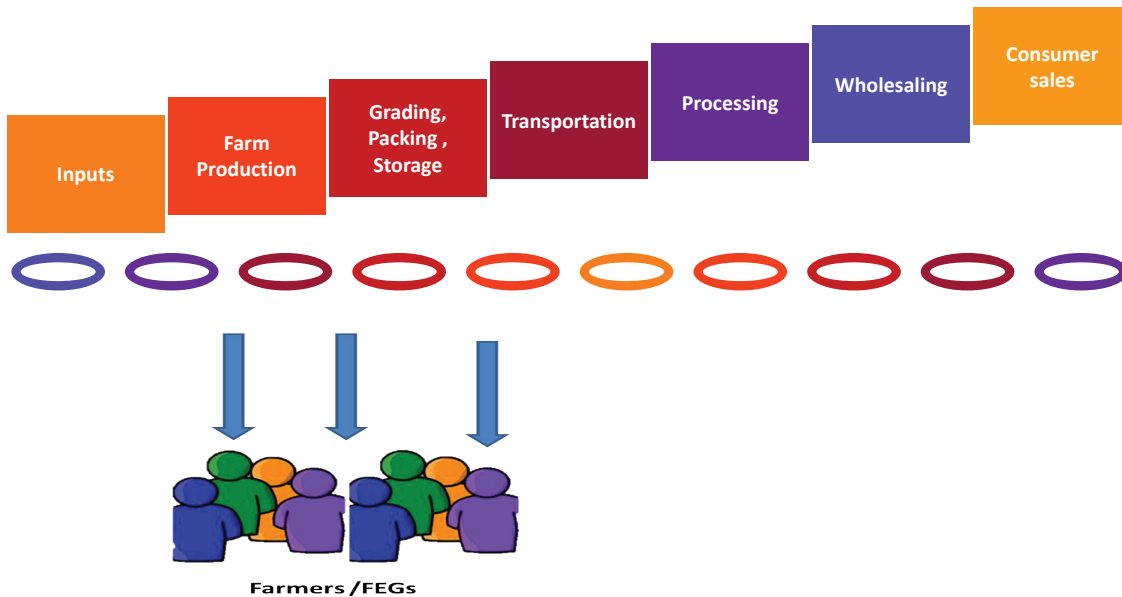 Inputs
Farm
Production
Grading,
Packing ,
Storage
Transportation
Processing
Wholesaling
Consumer
sales
Farmers /FEGs